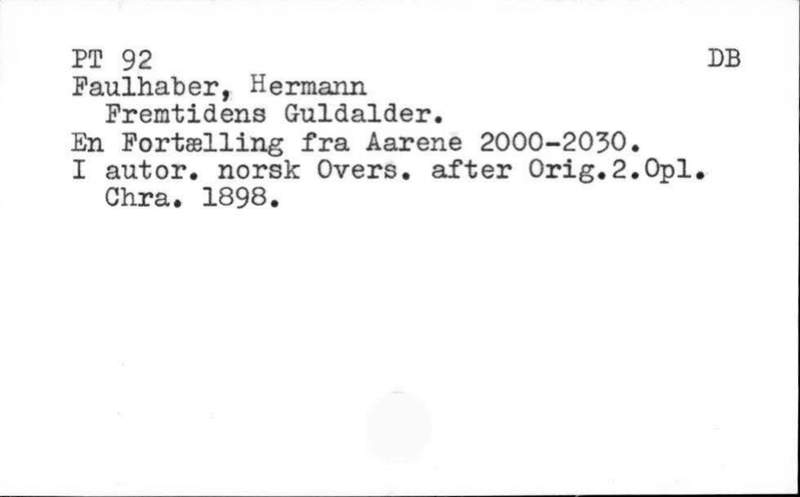 PT 92 DB
Faulhaber, Hermann
Fremtidens Guldalder.
En Fortælling fra Aarene 2000-2030.
I autor. norsk Overs. after Orig.2.Opl.
Chra. 1898.